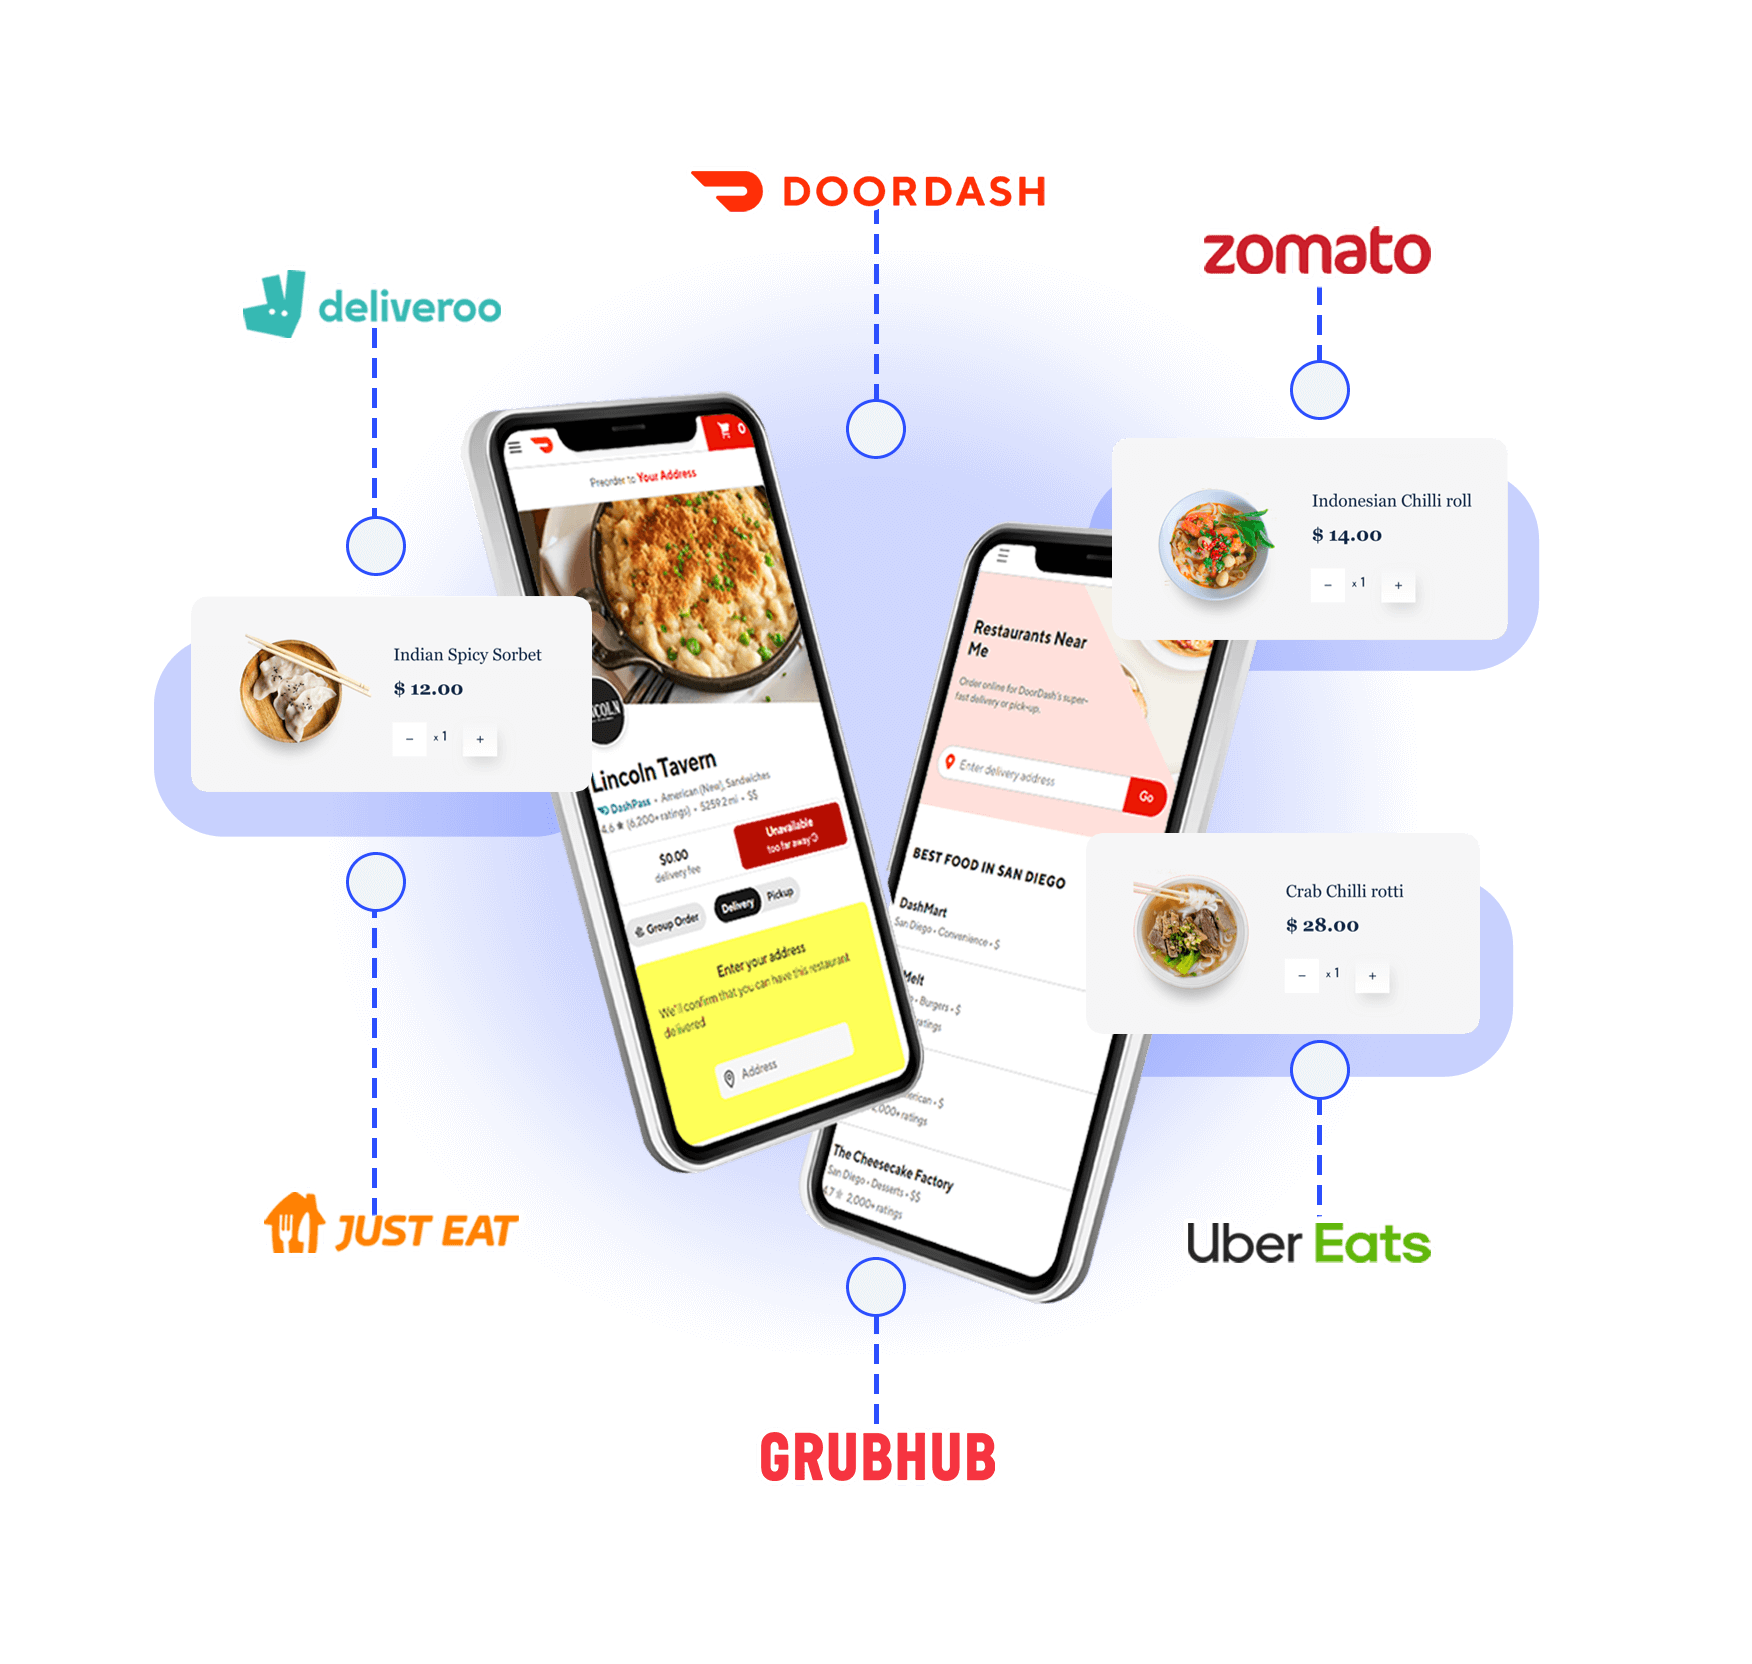 DOORDASH
zomato
deliveroo
0
Preorder to Your Address
Lincoln Tavern
DashPass • American (New), Sandwiches
4.6 ★ (6,200+ ratings) • 5259.2 mi • $$
$0.00
delivery fee
Unavailable
too far away
Group Order
Delivery
Pickup
Enter your address
We'll confirm that you can have this restaurant
delivered
Address
Indian Spicy Sorbet
$ 12.00
− x 1 +
Restaurants Near
Me
Order online for DoorDash's super-
fast delivery or pick-up.
Enter delivery address
Go
BEST FOOD IN SAN DIEGO
DashMart
San Diego • Convenience • $
Melt
• Burgers • $
ratings
• $
2,000+ ratings
The Cheesecake Factory
San Diego • Desserts • $$
4.7 ★ 2,000+ ratings
Indonesian Chilli roll
$ 14.00
− x 1 +
Crab Chilli rotti
$ 28.00
− x 1 +
JUST EAT
Uber Eats
GRUBHUB